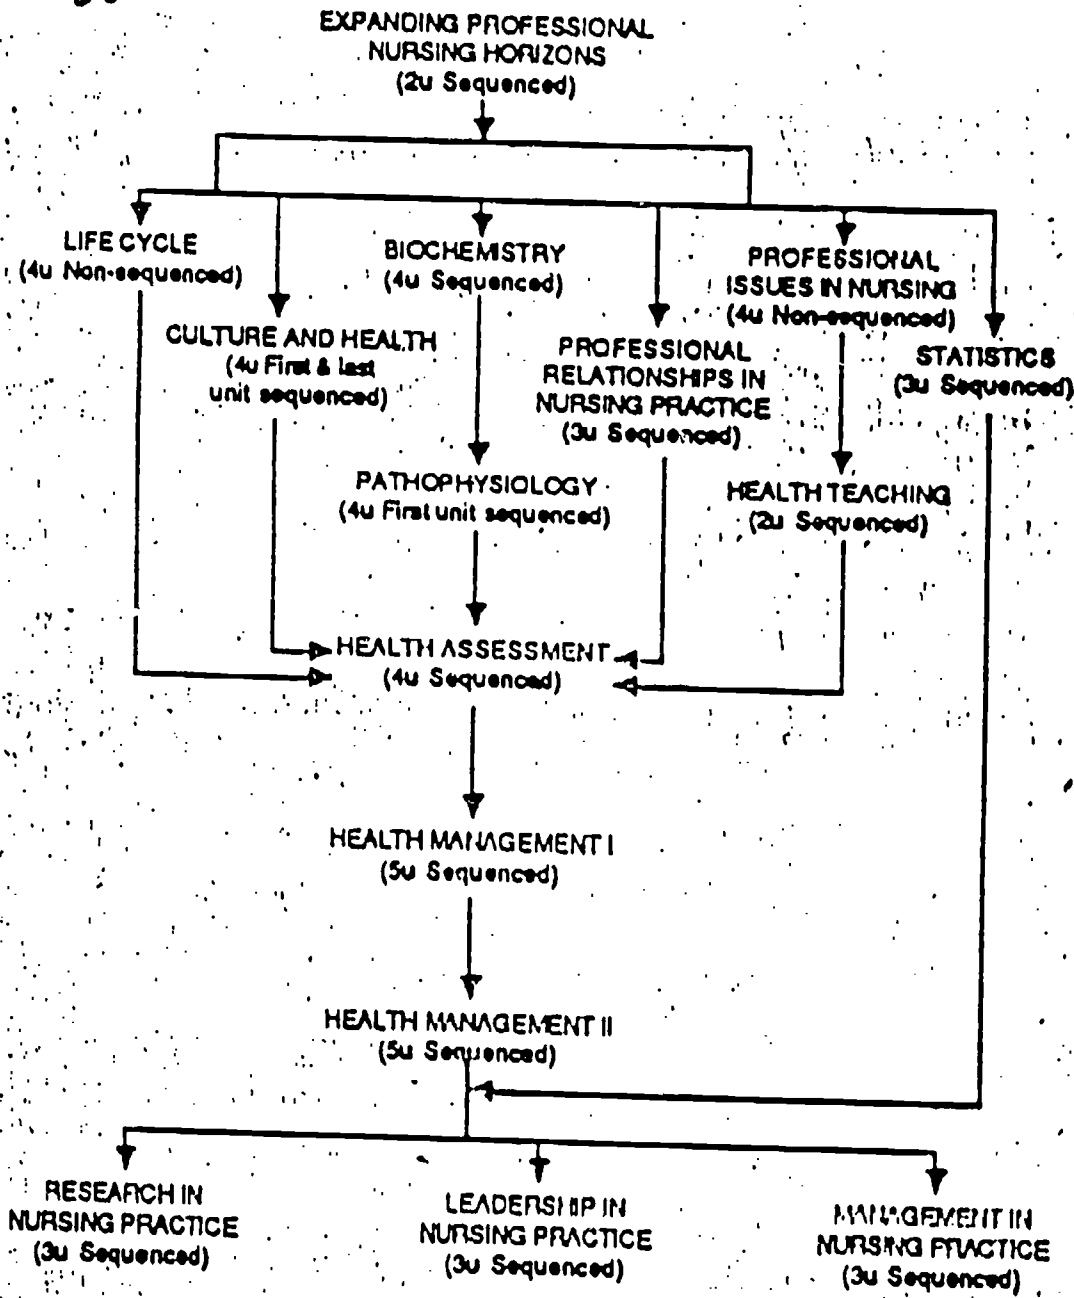 EXPANDING PROFESSIONAL
NURSING HORIZONS
(2u Sequenced)
LIFE CYCLE
(4u Non-sequenced)
CULTURE AND HEALTH
(4u First & last
unit sequenced)
BIOCHEMISTRY
(4u Sequenced)
PATHOPHYSIOLOGY
(4u First unit sequenced)
PROFESSIONAL
RELATIONSHIPS IN
NURSING PRACTICE
(3u Sequenced)
PROFESSIONAL
ISSUES IN NURSING
(4u Non-sequenced)
HEALTH TEACHING
(2u Sequenced)
STATISTICS
(3u Sequenced)
HEALTH ASSESSMENT
(4u Sequenced)
HEALTH MANAGEMENT I
(5u Sequenced)
HEALTH MANAGEMENT II
(5u Sequenced)
RESEARCH IN
NURSING PRACTICE
(3u Sequenced)
LEADERSHIP IN
NURSING PRACTICE
(3u Sequenced)
MANAGEMENT IN
NURSING PRACTICE
(3u Sequenced)